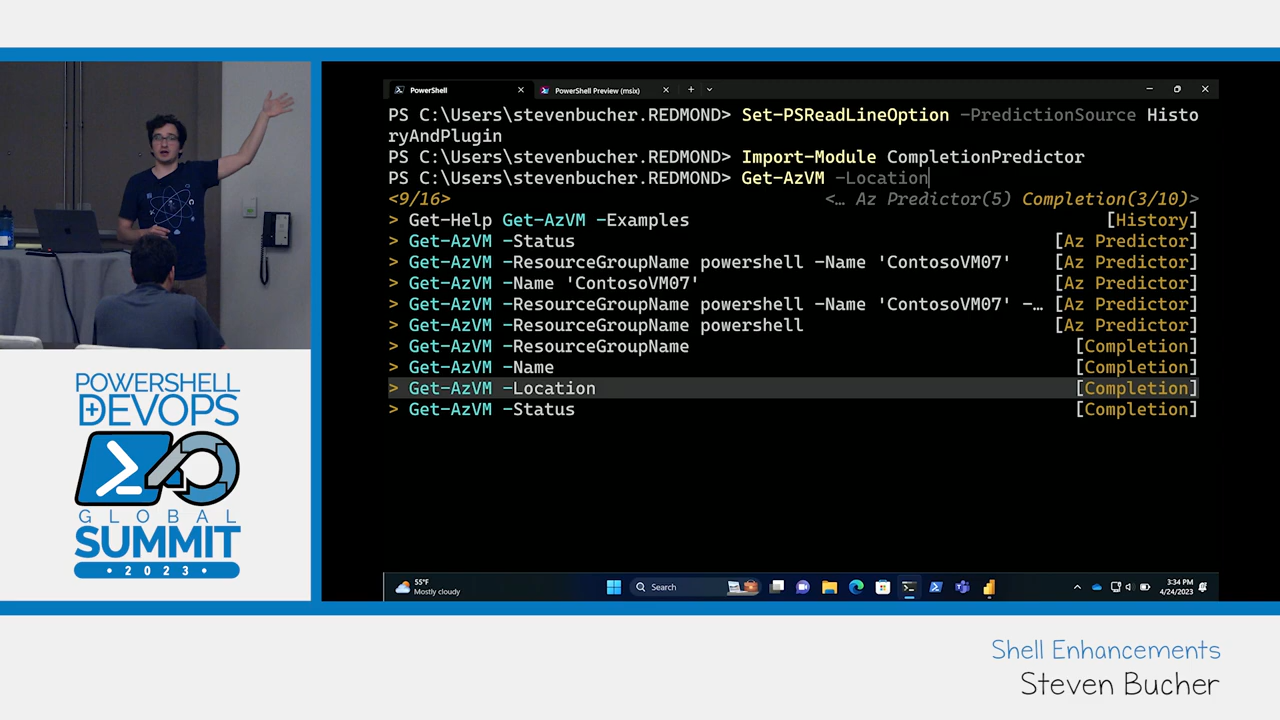 PowerShell
PowerShell Preview (msix)
PS C:\Users\stevenbucher.REDMOND> Set-PSReadLineOption -PredictionSource Histo
ryAndPlugin
PS C:\Users\stevenbucher.REDMOND> Import-Module CompletionPredictor
PS C:\Users\stevenbucher.REDMOND> Get-AzVM -Location
<9/16> <… Az Predictor(5) Completion(3/10)>
> Get-Help Get-AzVM -Examples [History]
> Get-AzVM -Status [Az Predictor]
> Get-AzVM -ResourceGroupName powershell -Name 'ContosoVM07' [Az Predictor]
> Get-AzVM -Name 'ContosoVM07' [Az Predictor]
> Get-AzVM -ResourceGroupName powershell -Name 'ContosoVM07' -… [Az Predictor]
> Get-AzVM -ResourceGroupName powershell [Az Predictor]
> Get-AzVM -ResourceGroupName [Completion]
> Get-AzVM -Name [Completion]
> Get-AzVM -Location [Completion]
> Get-AzVM -Status [Completion]
POWERSHELL
DEVOPS
GLOBAL
SUMMIT
• 2023 •
55°F
Mostly cloudy
Search
3:34 PM
4/24/2023
Shell Enhancements
Steven Bucher